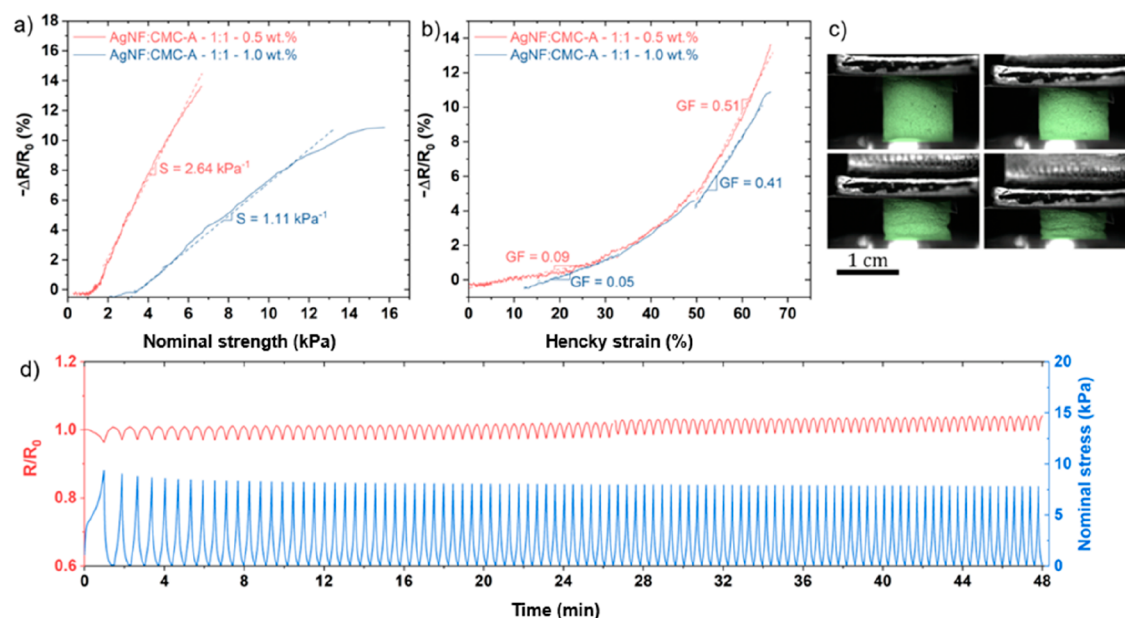 a)
AgNF:CMC-A - 1:1 - 0.5 wt.%
AgNF:CMC-A - 1:1 - 1.0 wt.%
-ΔR/R₀ (%)
18
16
14
12
10
8
6
4
2
0
S = 2.64 kPa⁻¹
S = 1.11 kPa⁻¹
0 2 4 6 8 10 12 14 16
Nominal strength (kPa)
b)
AgNF:CMC-A - 1:1 - 0.5 wt.%
AgNF:CMC-A - 1:1 - 1.0 wt.%
-ΔR/R₀ (%)
14
12
10
8
6
4
2
0
GF = 0.51
GF = 0.41
GF = 0.09
GF = 0.05
0 10 20 30 40 50 60 70
Hencky strain (%)
c)
1 cm
d)
R/R₀
1.2
1.0
0.8
0.6
20
15
10
5
0
Nominal stress (kPa)
0 4 8 12 16 20 24 28 32 36 40 44 48
Time (min)